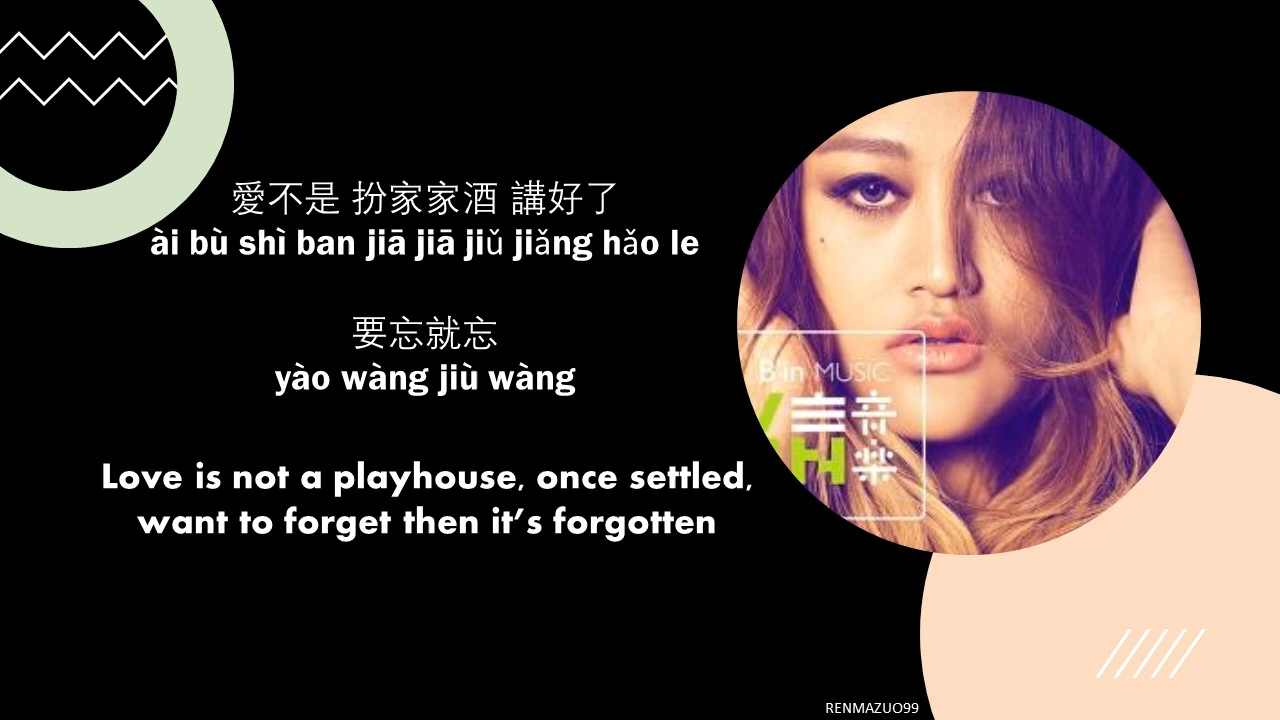 愛不是 扮家家酒 講好了
ài bù shì ban jiā jiā jiǔ jiǎng hǎo le
要忘就忘
yào wàng jiù wàng
Love is not a playhouse, once settled,
want to forget then it's forgotten
B'in MUSIC
音
樂
RENMAZUO99